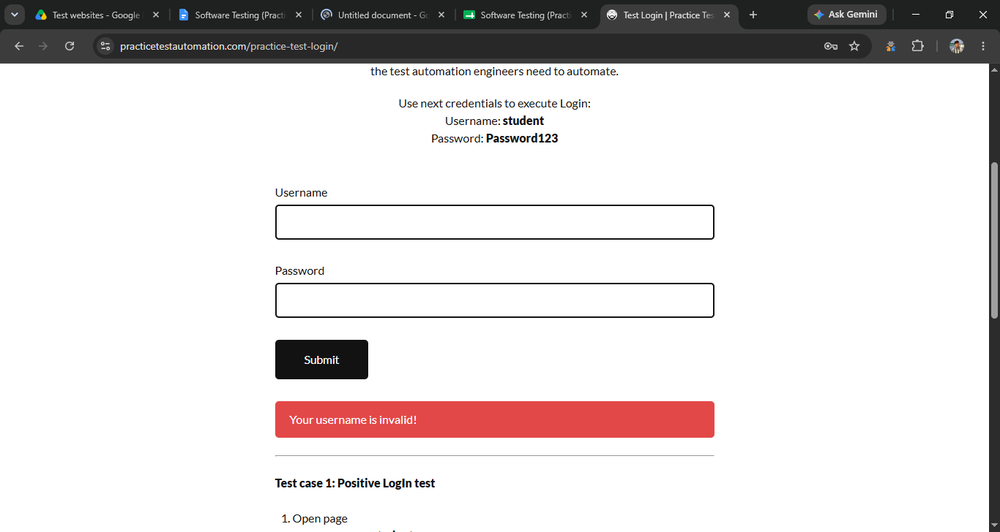 Test websites - Google
Software Testing (Practi
Untitled document - Go
Software Testing (Practi
Test Login | Practice Tes
Ask Gemini
practicetestautomation.com/practice-test-login/
the test automation engineers need to automate.
Use next credentials to execute Login:
Username: student
Password: Password123
Username
Password
Submit
Your username is invalid!
Test case 1: Positive LogIn test
1. Open page